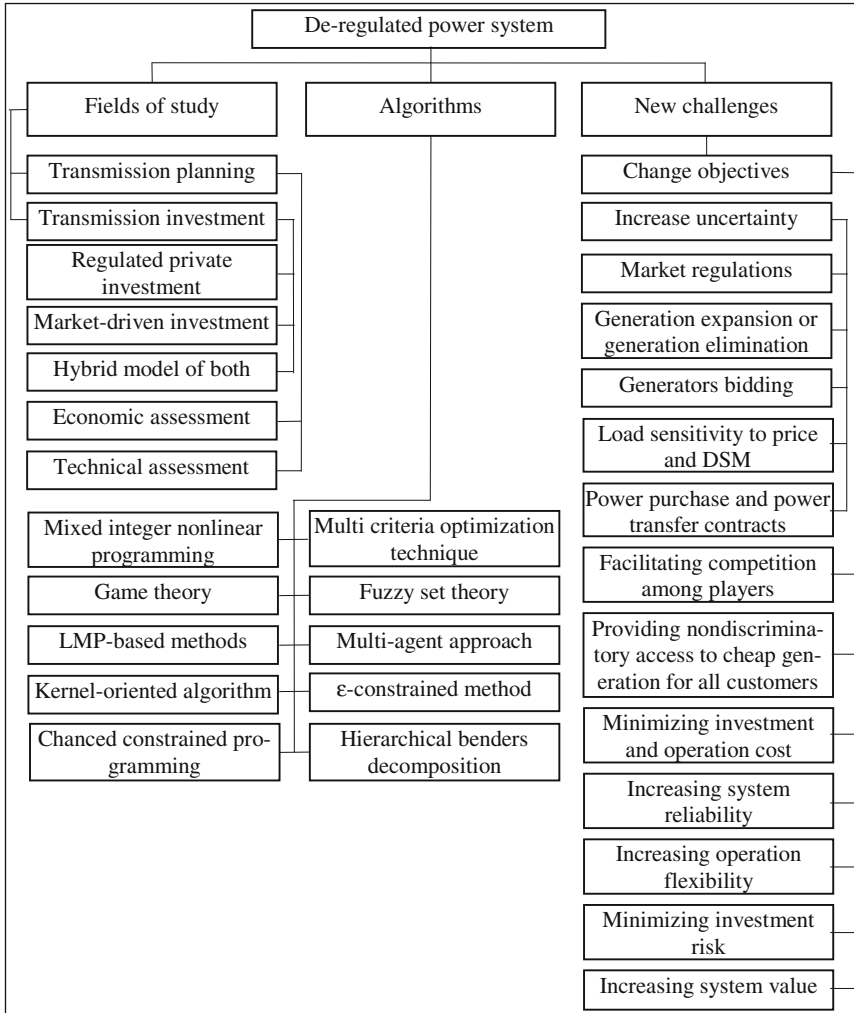 De-regulated power system
Fields of study
Algorithms
New challenges
Transmission planning
Transmission investment
Regulated private
investment
Market-driven investment
Hybrid model of both
Economic assessment
Technical assessment
Mixed integer nonlinear
programming
Multi criteria optimization
technique
Game theory
Fuzzy set theory
LMP-based methods
Multi-agent approach
Kernel-oriented algorithm
ε-constrained method
Chanced constrained pro-
gramming
Hierarchical benders
decomposition
Change objectives
Increase uncertainty
Market regulations
Generation expansion or
generation elimination
Generators bidding
Load sensitivity to price
and DSM
Power purchase and power
transfer contracts
Facilitating competition
among players
Providing nondiscrimina-
tory access to cheap gen-
eration for all customers
Minimizing investment
and operation cost
Increasing system
reliability
Increasing operation
flexibility
Minimizing investment
risk
Increasing system value